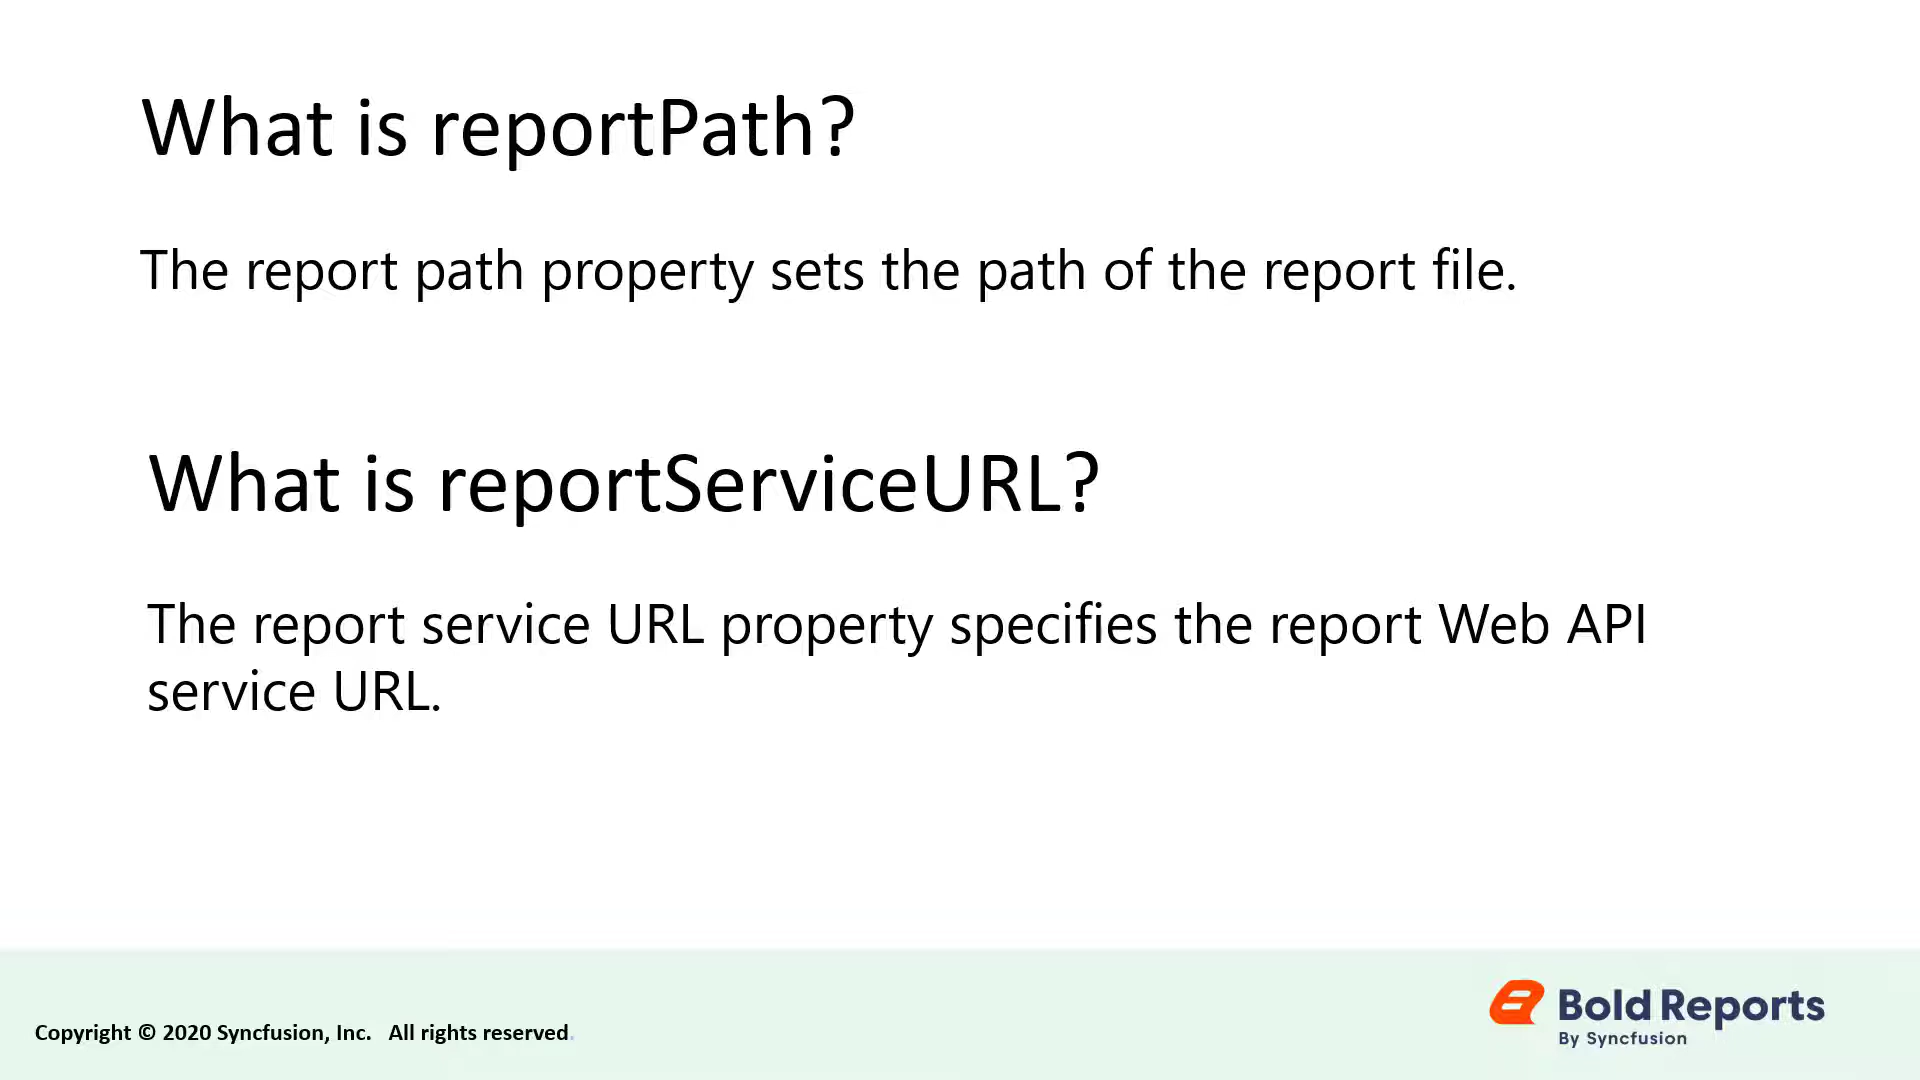 What is reportPath?
The report path property sets the path of the report file.
What is reportServiceURL?
The report service URL property specifies the report Web API
service URL.
Copyright © 2020 Syncfusion, Inc. All rights reserved.
Bold Reports
By Syncfusion